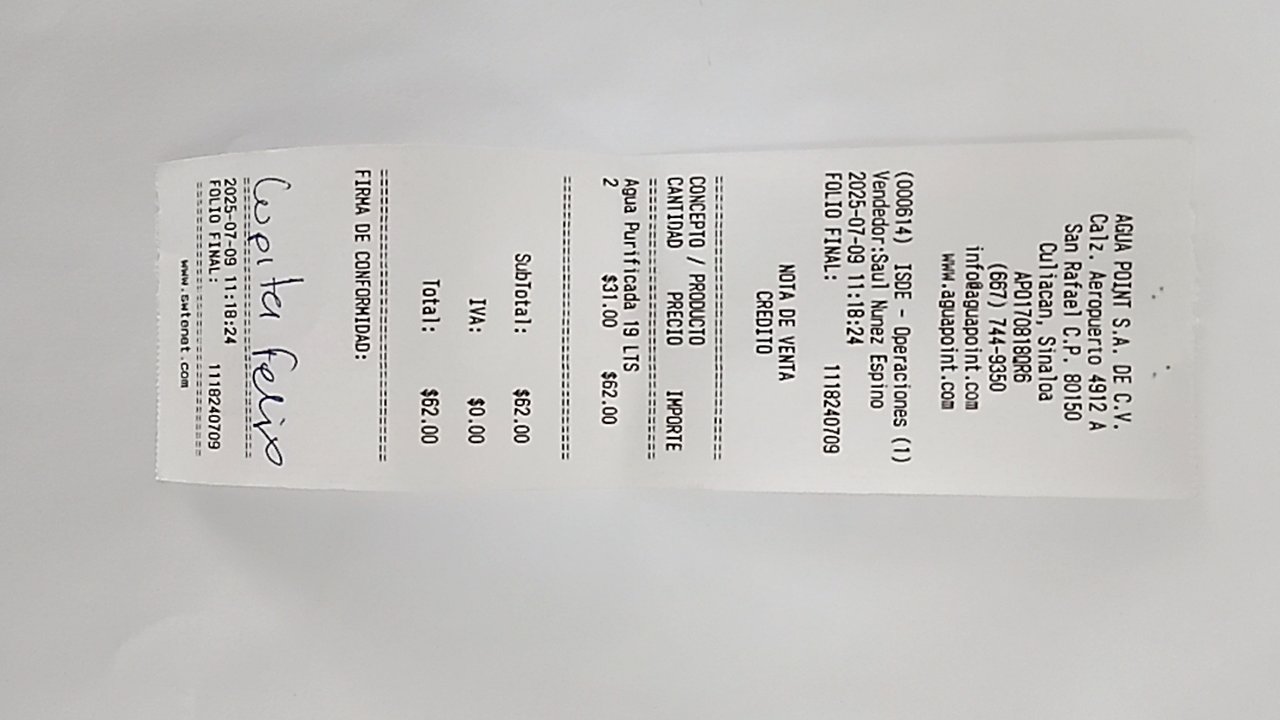 AGUA POINT S.A. DE C.V.
Calz. Aeropuerto 4912 A
San Rafael C.P. 80150
Culiacan, Sinaloa
APO170818QR6
(667) 744-9350
info@aguapoint.com
www.aguapoint.com
(000614) ISDE - Operaciones (1)
Vendedor:Saul Nunez Espino
2025-07-09 11:18:24
FOLIO FINAL: 1118240709
NOTA DE VENTA
CREDITO
CONCEPTO / PRODUCTO
CANTIDAD PRECIO IMPORTE
Agua Purificada 19 LTS
2 $31.00 $62.00
SubTotal: $62.00
IVA: $0.00
Total: $62.00
FIRMA DE CONFORMIDAD:
2025-07-09 11:18:24
FOLIO FINAL: 1118240709
www.swtenet.com